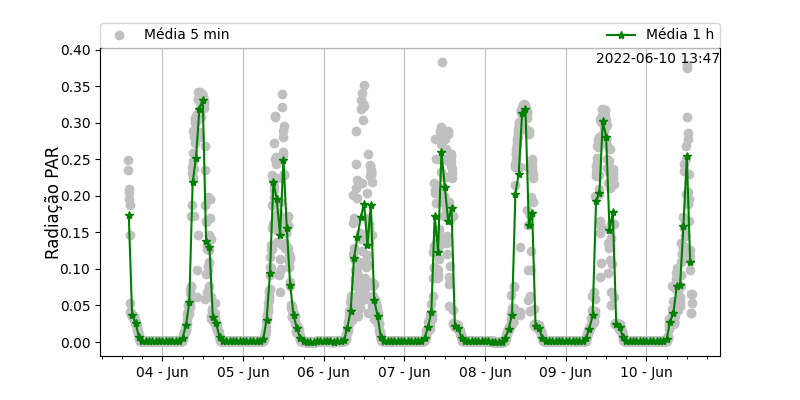 Média 5 min
Média 1 h
2022-06-10 13:47
Radiação PAR
0.40
0.35
0.30
0.25
0.20
0.15
0.10
0.05
0.00
04 - Jun
05 - Jun
06 - Jun
07 - Jun
08 - Jun
09 - Jun
10 - Jun